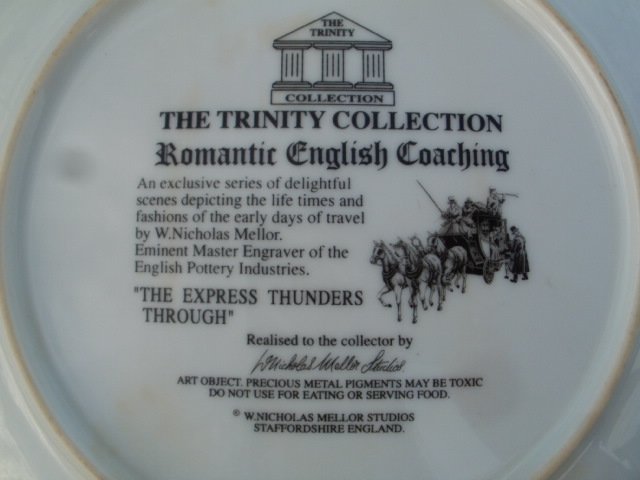 THE
TRINITY
COLLECTION
THE TRINITY COLLECTION
Romantic English Coaching
An exclusive series of delightful
scenes depicting the life times and
fashions of the early days of travel
by W.Nicholas Mellor.
Eminent Master Engraver of the
English Pottery Industries.
"THE EXPRESS THUNDERS
THROUGH"
Realised to the collector by
W Nicholas Mellor Studios.
ART OBJECT. PRECIOUS METAL PIGMENTS MAY BE TOXIC
DO NOT USE FOR EATING OR SERVING FOOD.
© W.NICHOLAS MELLOR STUDIOS
STAFFORDSHIRE ENGLAND.